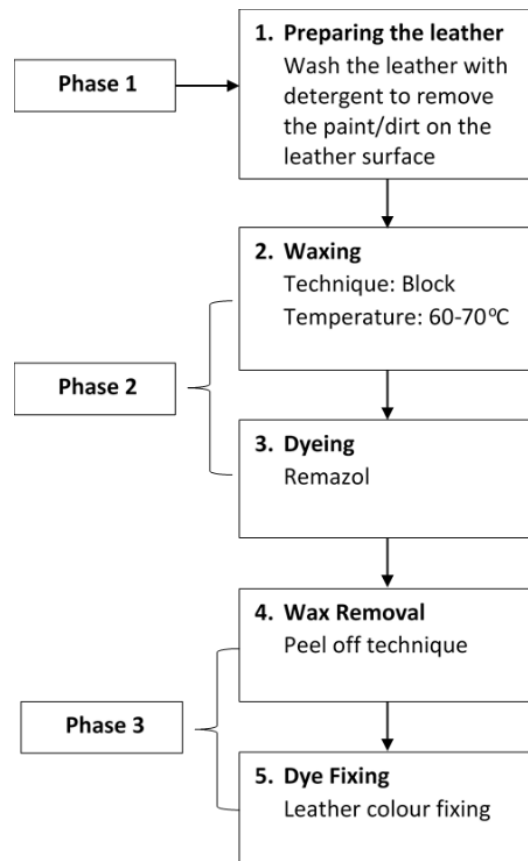 Phase 1
1. Preparing the leather
Wash the leather with
detergent to remove
the paint/dirt on the
leather surface
2. Waxing
Technique: Block
Temperature: 60-70°C
Phase 2
3. Dyeing
Remazol
4. Wax Removal
Peel off technique
Phase 3
5. Dye Fixing
Leather colour fixing